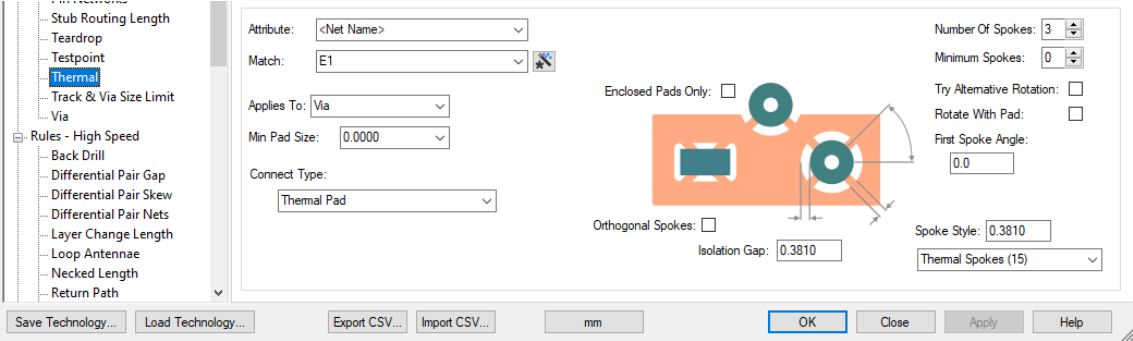 Stub Routing Length
Teardrop
Testpoint
Thermal
Track & Via Size Limit
Via
Rules - High Speed
Back Drill
Differential Pair Gap
Differential Pair Skew
Differential Pair Nets
Layer Change Length
Loop Antennae
Necked Length
Return Path
Attribute: <Net Name>
Match: E1
Applies To: Via
Min Pad Size: 0.0000
Connect Type:
Thermal Pad
Enclosed Pads Only:
Orthogonal Spokes:
Isolation Gap: 0.3810
Number Of Spokes: 3
Minimum Spokes: 0
Try Alternative Rotation:
Rotate With Pad:
First Spoke Angle:
0.0
Spoke Style: 0.3810
Thermal Spokes (15)
Save Technology... Load Technology... Export CSV... Import CSV... mm OK Close Apply Help